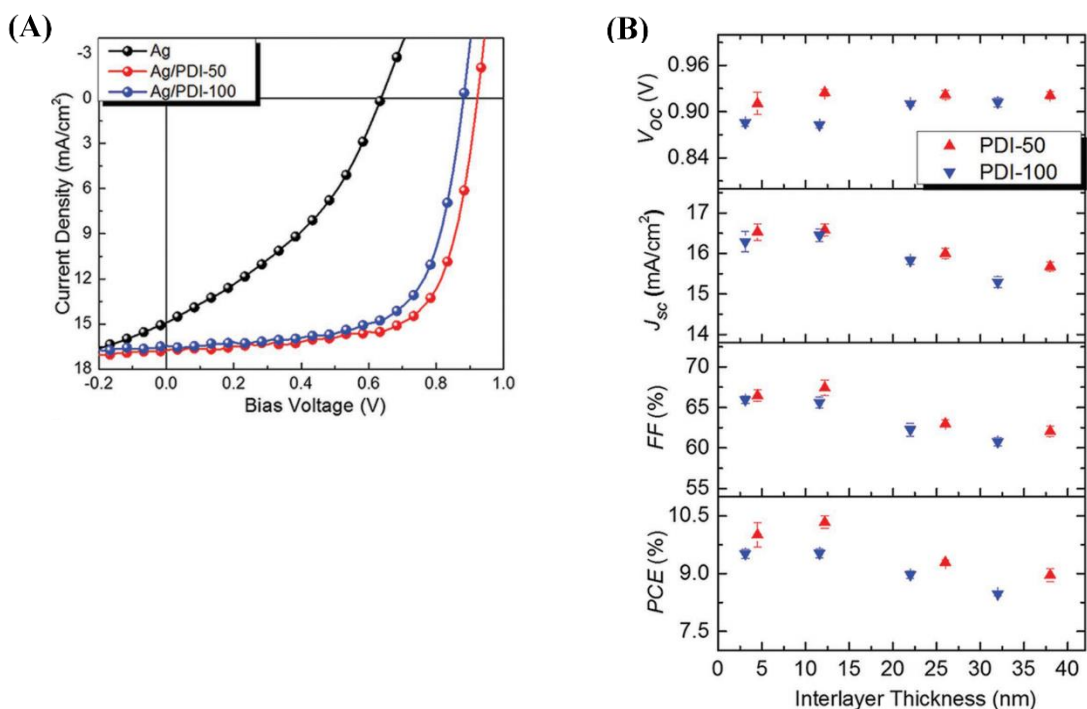 (A)
Ag
Ag/PDI-50
Ag/PDI-100
Current Density (mA/cm²)
-3
0
3
6
9
12
15
18
-0.2 0.0 0.2 0.4 0.6 0.8 1.0
Bias Voltage (V)
(B)
V_OC (V)
0.96
0.90
0.84
PDI-50
PDI-100
J_sc (mA/cm²)
17
16
15
14
FF (%)
70
65
60
55
PCE (%)
10.5
9.0
7.5
0 5 10 15 20 25 30 35 40
Interlayer Thickness (nm)